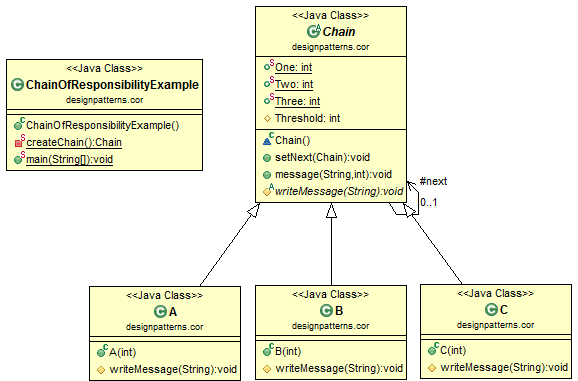 <<Java Class>>
Chain
designpatterns.cor
One: int
Two: int
Three: int
Threshold: int
Chain()
setNext(Chain):void
message(String,int):void
writeMessage(String):void
<<Java Class>>
ChainOfResponsibilityExample
designpatterns.cor
ChainOfResponsibilityExample()
createChain():Chain
main(String[]):void
#next
0..1
<<Java Class>>
A
designpatterns.cor
A(int)
writeMessage(String):void
<<Java Class>>
B
designpatterns.cor
B(int)
writeMessage(String):void
<<Java Class>>
C
designpatterns.cor
C(int)
writeMessage(String):void